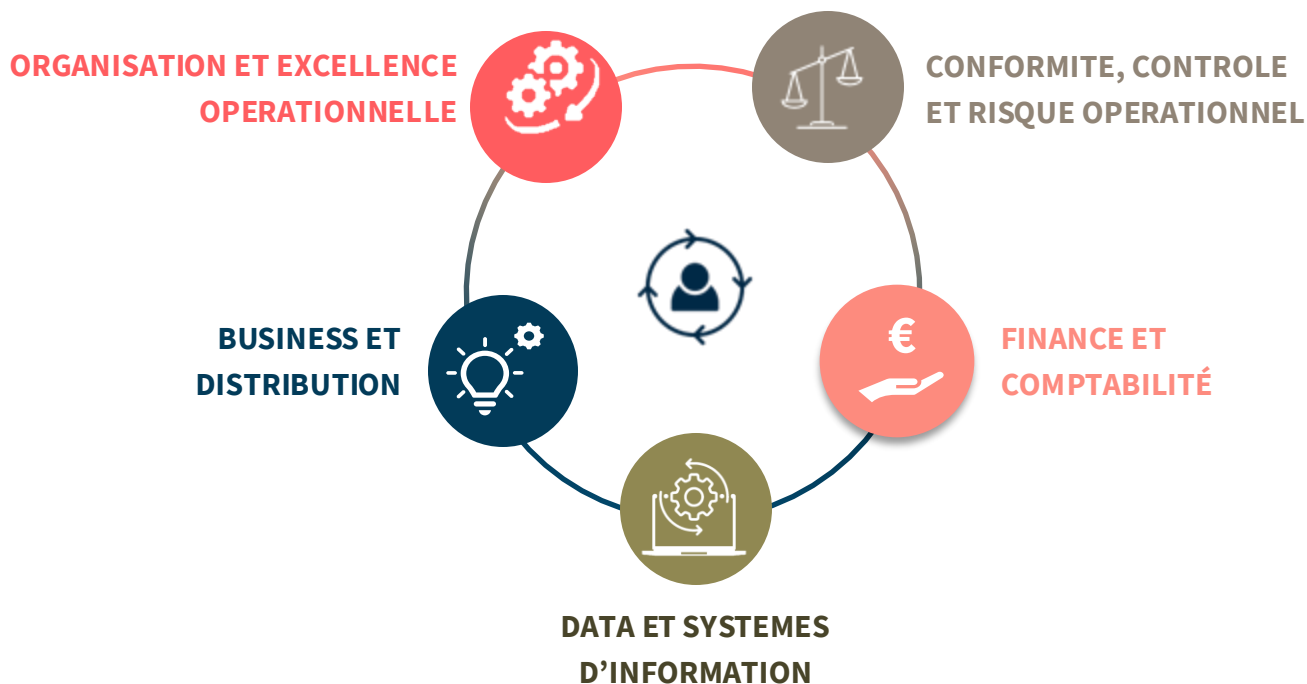 ORGANISATION ET EXCELLENCE
OPERATIONNELLE
CONFORMITE, CONTROLE
ET RISQUE OPERATIONNEL
BUSINESS ET
DISTRIBUTION
€
FINANCE ET
COMPTABILITÉ
DATA ET SYSTEMES
D’INFORMATION